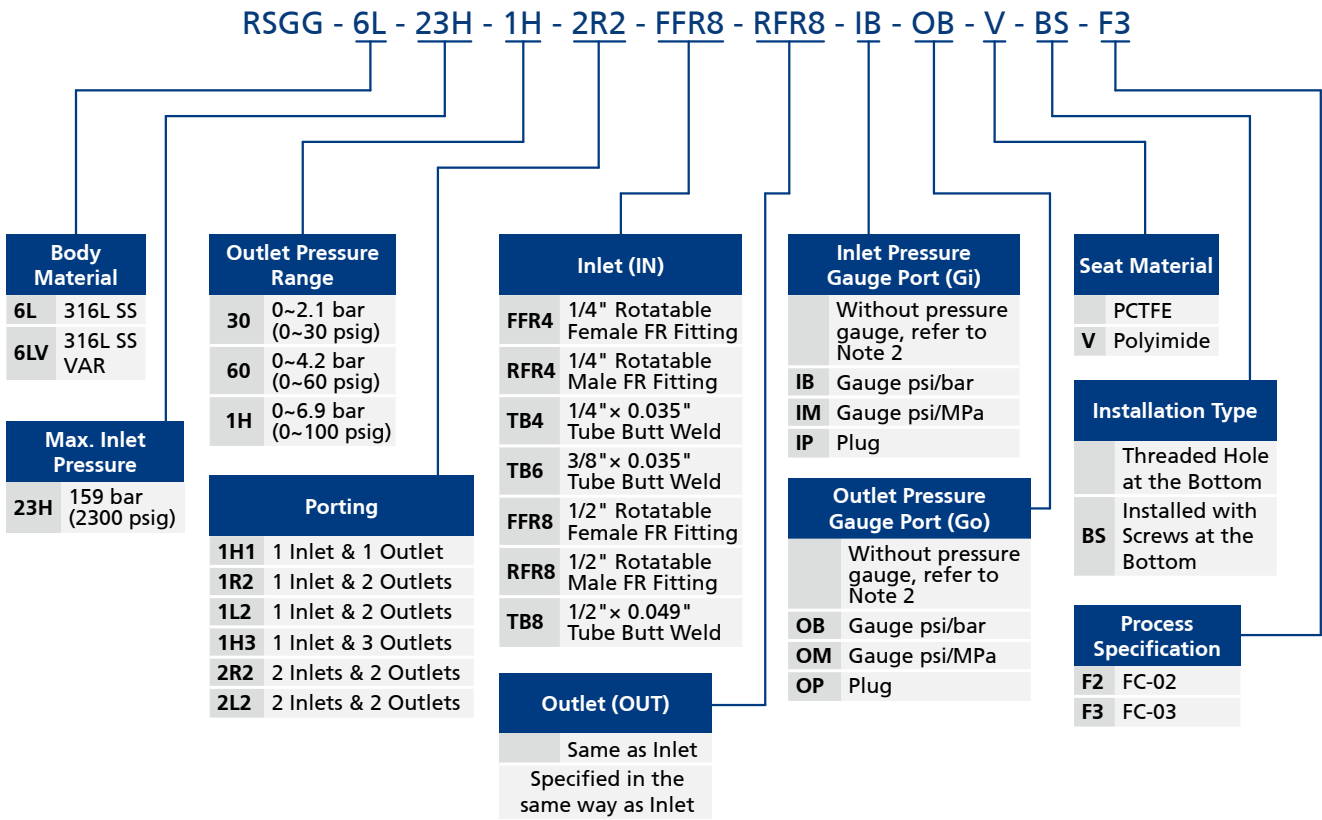 RSGG - 6L - 23H - 1H - 2R2 - FFR8 - RFR8 - IB - OB - V - BS - F3
Body
Material
6L 316L SS
6LV 316L SS
VAR
Max. Inlet
Pressure
23H 159 bar
(2300 psig)
Outlet Pressure
Range
30 0~2.1 bar
(0~30 psig)
60 0~4.2 bar
(0~60 psig)
1H 0~6.9 bar
(0~100 psig)
Porting
1H1 1 Inlet & 1 Outlet
1R2 1 Inlet & 2 Outlets
1L2 1 Inlet & 2 Outlets
1H3 1 Inlet & 3 Outlets
2R2 2 Inlets & 2 Outlets
2L2 2 Inlets & 2 Outlets
Inlet (IN)
FFR4 1/4" Rotatable
Female FR Fitting
RFR4 1/4" Rotatable
Male FR Fitting
TB4 1/4"× 0.035"
Tube Butt Weld
TB6 3/8"× 0.035"
Tube Butt Weld
FFR8 1/2" Rotatable
Female FR Fitting
RFR8 1/2" Rotatable
Male FR Fitting
TB8 1/2"× 0.049"
Tube Butt Weld
Outlet (OUT)
Same as Inlet
Specified in the
same way as Inlet
Inlet Pressure
Gauge Port (Gi)
Without pressure
gauge, refer to
Note 2
IB Gauge psi/bar
IM Gauge psi/MPa
IP Plug
Outlet Pressure
Gauge Port (Go)
Without pressure
gauge, refer to
Note 2
OB Gauge psi/bar
OM Gauge psi/MPa
OP Plug
Seat Material
PCTFE
V Polyimide
Installation Type
Threaded Hole
at the Bottom
BS Installed with
Screws at the
Bottom
Process
Specification
F2 FC-02
F3 FC-03